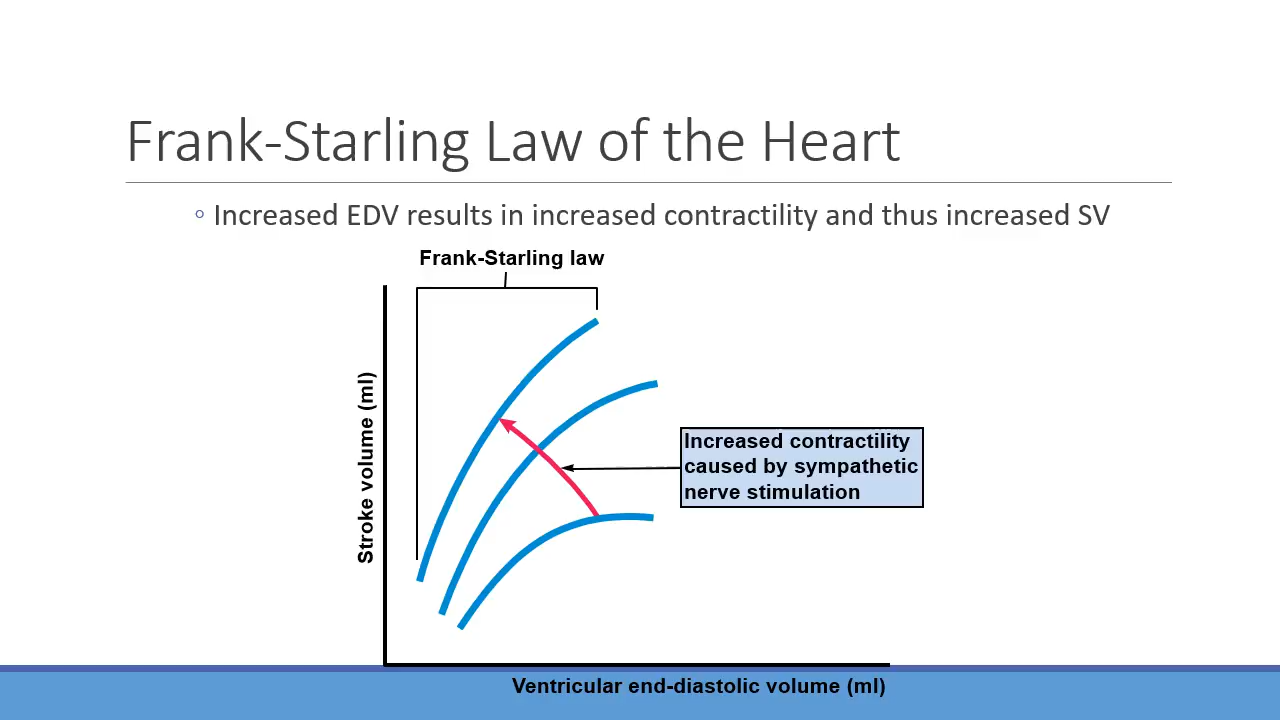 Frank-Starling Law of the Heart
◦ Increased EDV results in increased contractility and thus increased SV
Frank-Starling law
Stroke volume (ml)
Increased contractility
caused by sympathetic
nerve stimulation
Ventricular end-diastolic volume (ml)